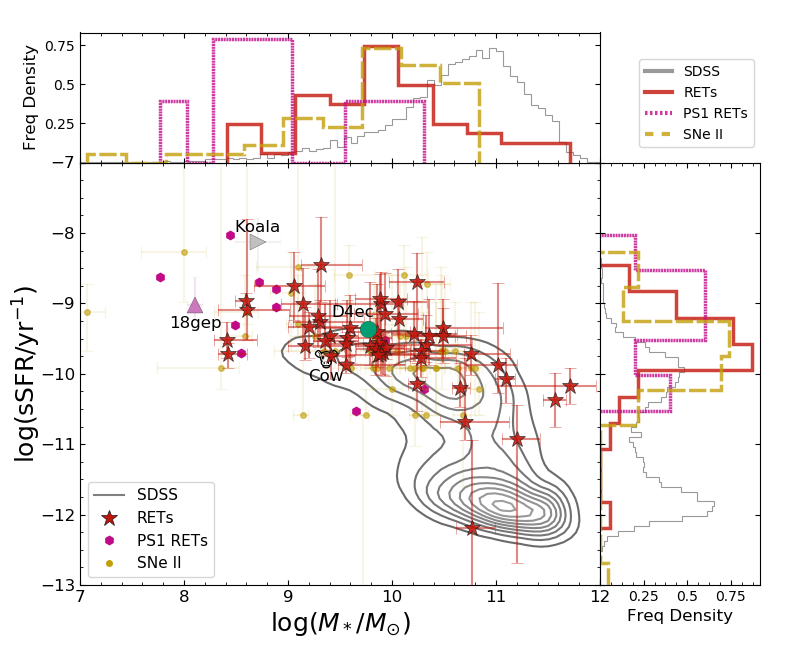 Freq Density
0.75
0.5
0.25
−7
SDSS
RETs
PS1 RETs
SNe II
log(sSFR/yr⁻¹)
−8
−9
−10
−11
−12
−13
Koala
18gep
D4ec
Cow
SDSS
RETs
PS1 RETs
SNe II
7
8
9
10
11
12
log(M*/M⊙)
0.25
0.5
0.75
Freq Density